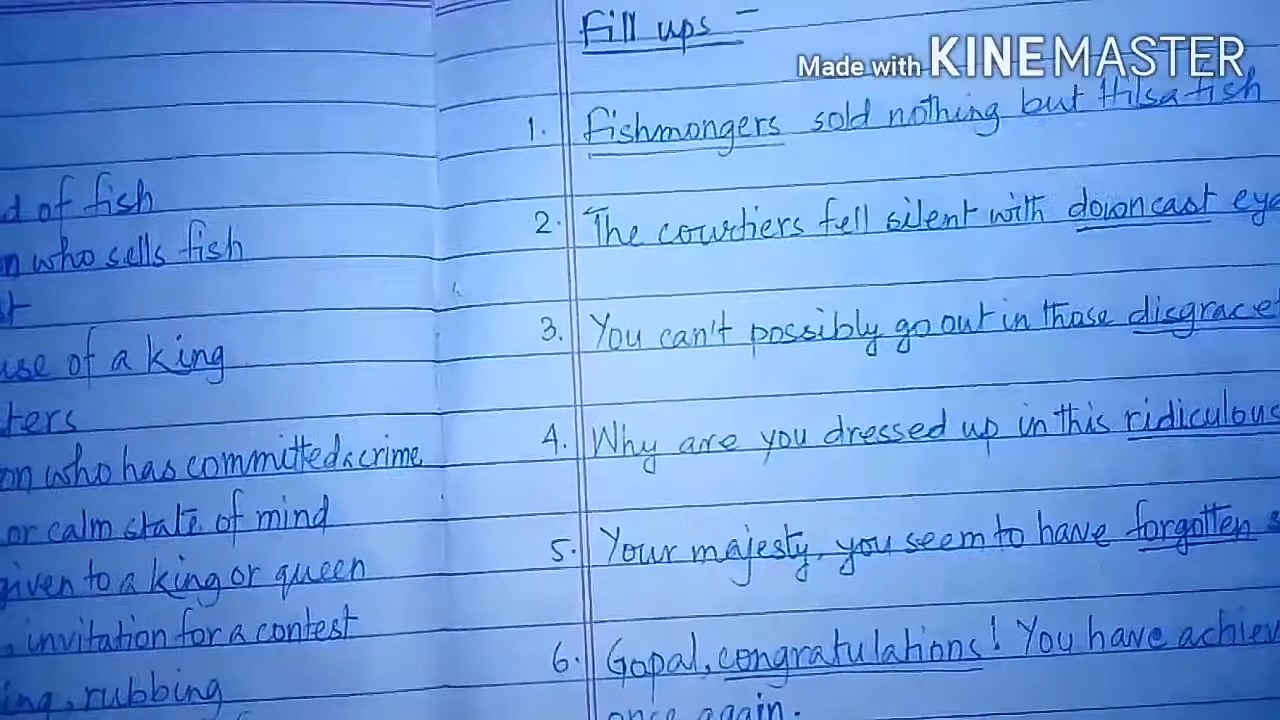 d of fish
n who sells fish
t
use of a king
ters
on who has committed a crime
or calm state of mind
given to a king or queen
, invitation for a contest
ing, rubbing
Fill ups -
Made with KINEMASTER
1. Fishmongers sold nothing but Hilsa fish
2. The courtiers fell silent with downcast eye
3. You can't possibly go out in those disgrace
4. Why are you dressed up in this ridiculous
5. Your majesty, you seem to have forgotten s
6. Gopal, congratulations! You have achiev
once again.